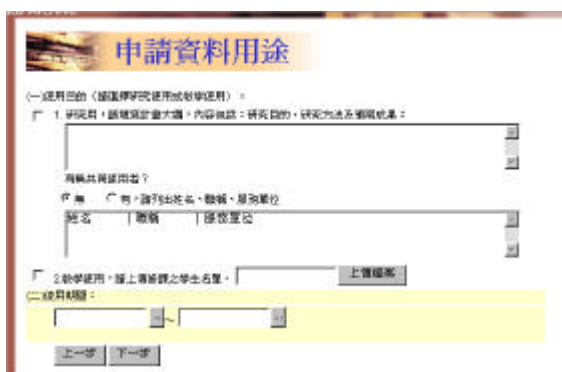 申請資料用途
(一)使用目的（請選擇研究使用或教學使用）：
1. 研究用，請填寫計畫大綱，內容包括：研究目的、研究方法及預期成果：
有無共同使用者？
無 有，請列出姓名、職稱、服務單位
姓名 | 職稱 | 服務單位
2.教學使用，請上傳修課之學生名單。 上傳檔案
(二)使用期間：
~
上一步 下一步